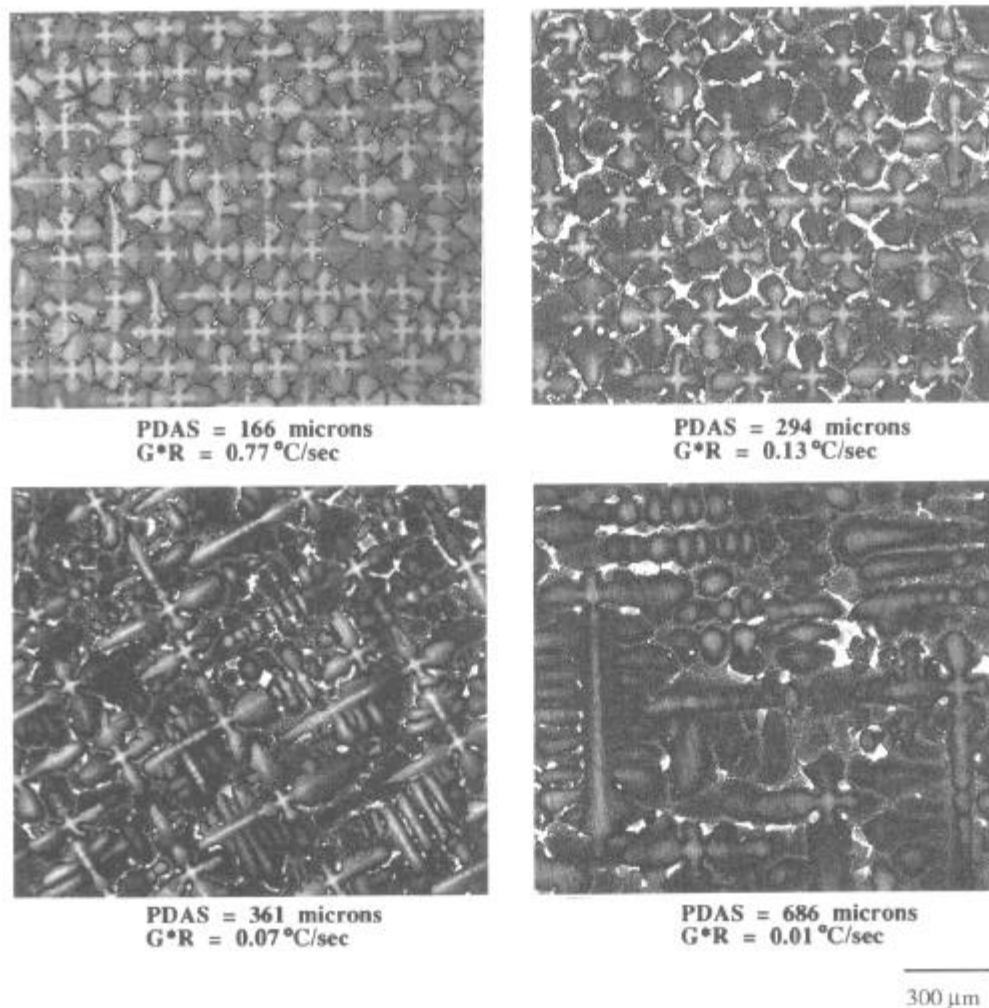 PDAS = 166 microns
G*R = 0.77°C/sec
PDAS = 294 microns
G*R = 0.13°C/sec
PDAS = 361 microns
G*R = 0.07°C/sec
PDAS = 686 microns
G*R = 0.01°C/sec
300 μm